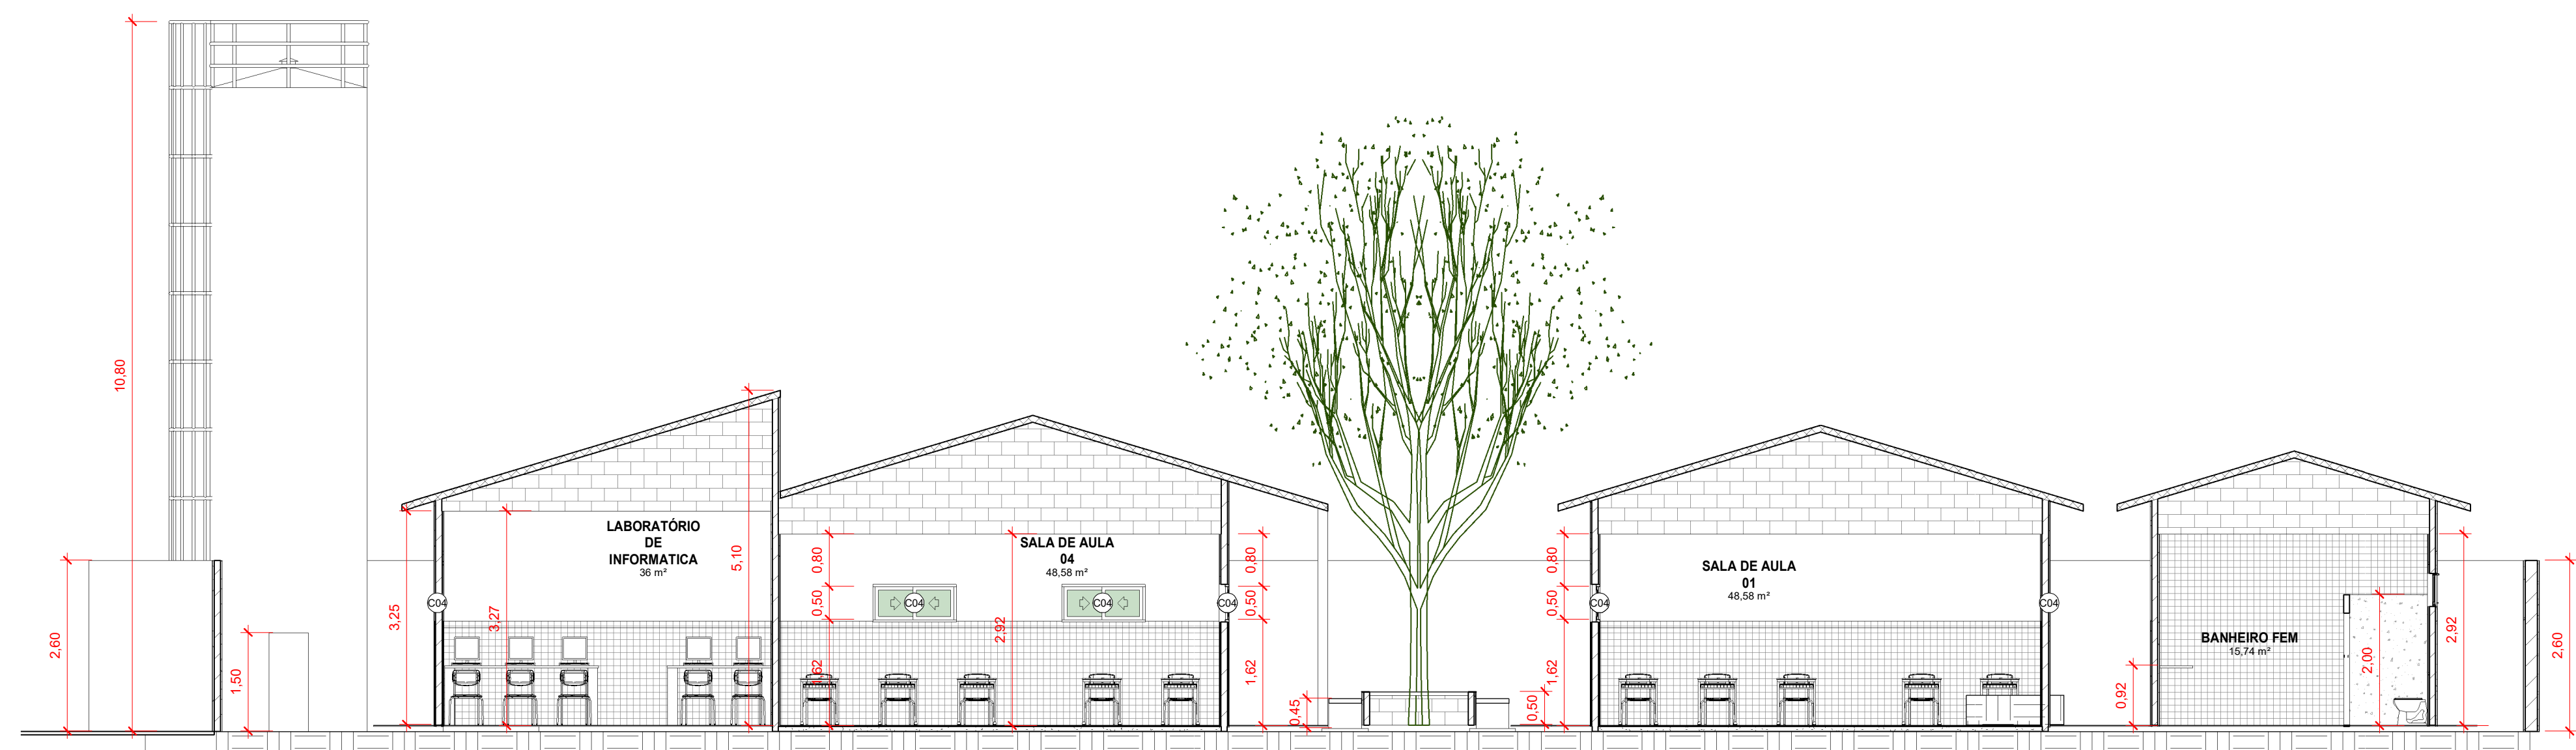 10,80
2,60
1,50
3,25
C04
3,27
LABORATÓRIO
DE
INFORMATICA
36 m²
5,10
0,80
0,50
1,62
C04
2,92
SALA DE AULA
04
48,58 m²
C04
C04
0,80
0,50
1,62
0,45
0,50
0,80
0,50
1,62
C04
SALA DE AULA
01
48,58 m²
C04
0,92
BANHEIRO FEM
15,74 m²
2,00
2,92
2,60